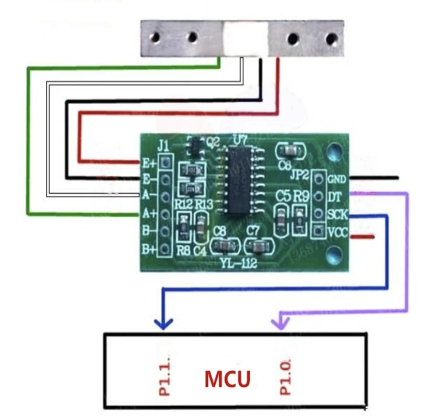 J1
Q2
U7
C6
JP2
E+
E-
A-
A+
B-
B+
R12 R13
C5 R9
GND
DT
SCK
VCC
R8 C4
C8
C7
YL-112
P1.1.
MCU
P1.0.